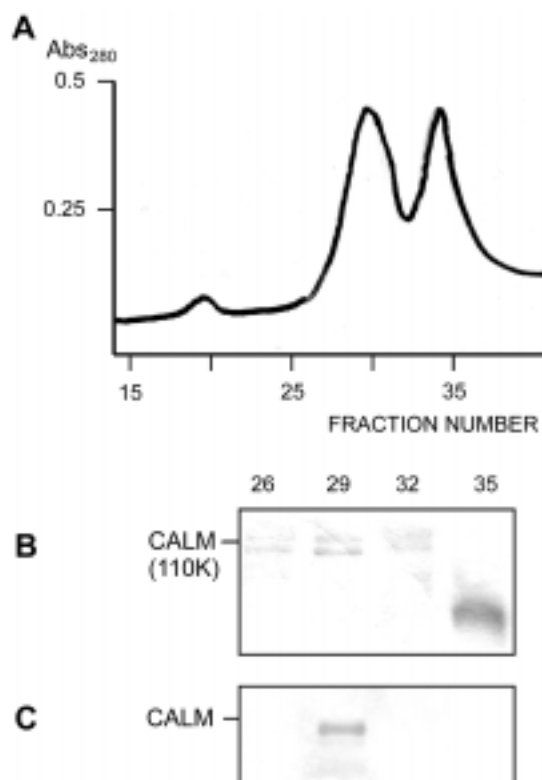 A
Abs280
0.5
0.25
15 25 35
FRACTION NUMBER
26 29 32 35
B
CALM
(110K)
C
CALM